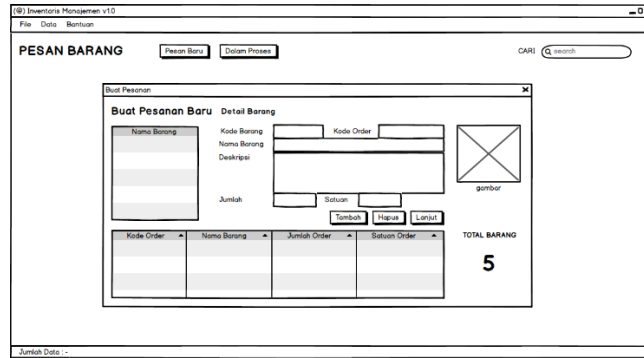 (@) Inventaris Manajemen v1.0
File Data Bantuan
PESAN BARANG Pesan Baru Dalam Proses CARI search
Buat Pesanan
Buat Pesanan Baru Detail Barang
Nama Barang Kode Barang Kode Order
Nama Barang
Deskripsi
gambar
Jumlah Satuan
Tambah Hapus Lanjut
Kode Order Nama Barang Jumlah Order Satuan Order TOTAL BARANG
5
Jumlah Data : -